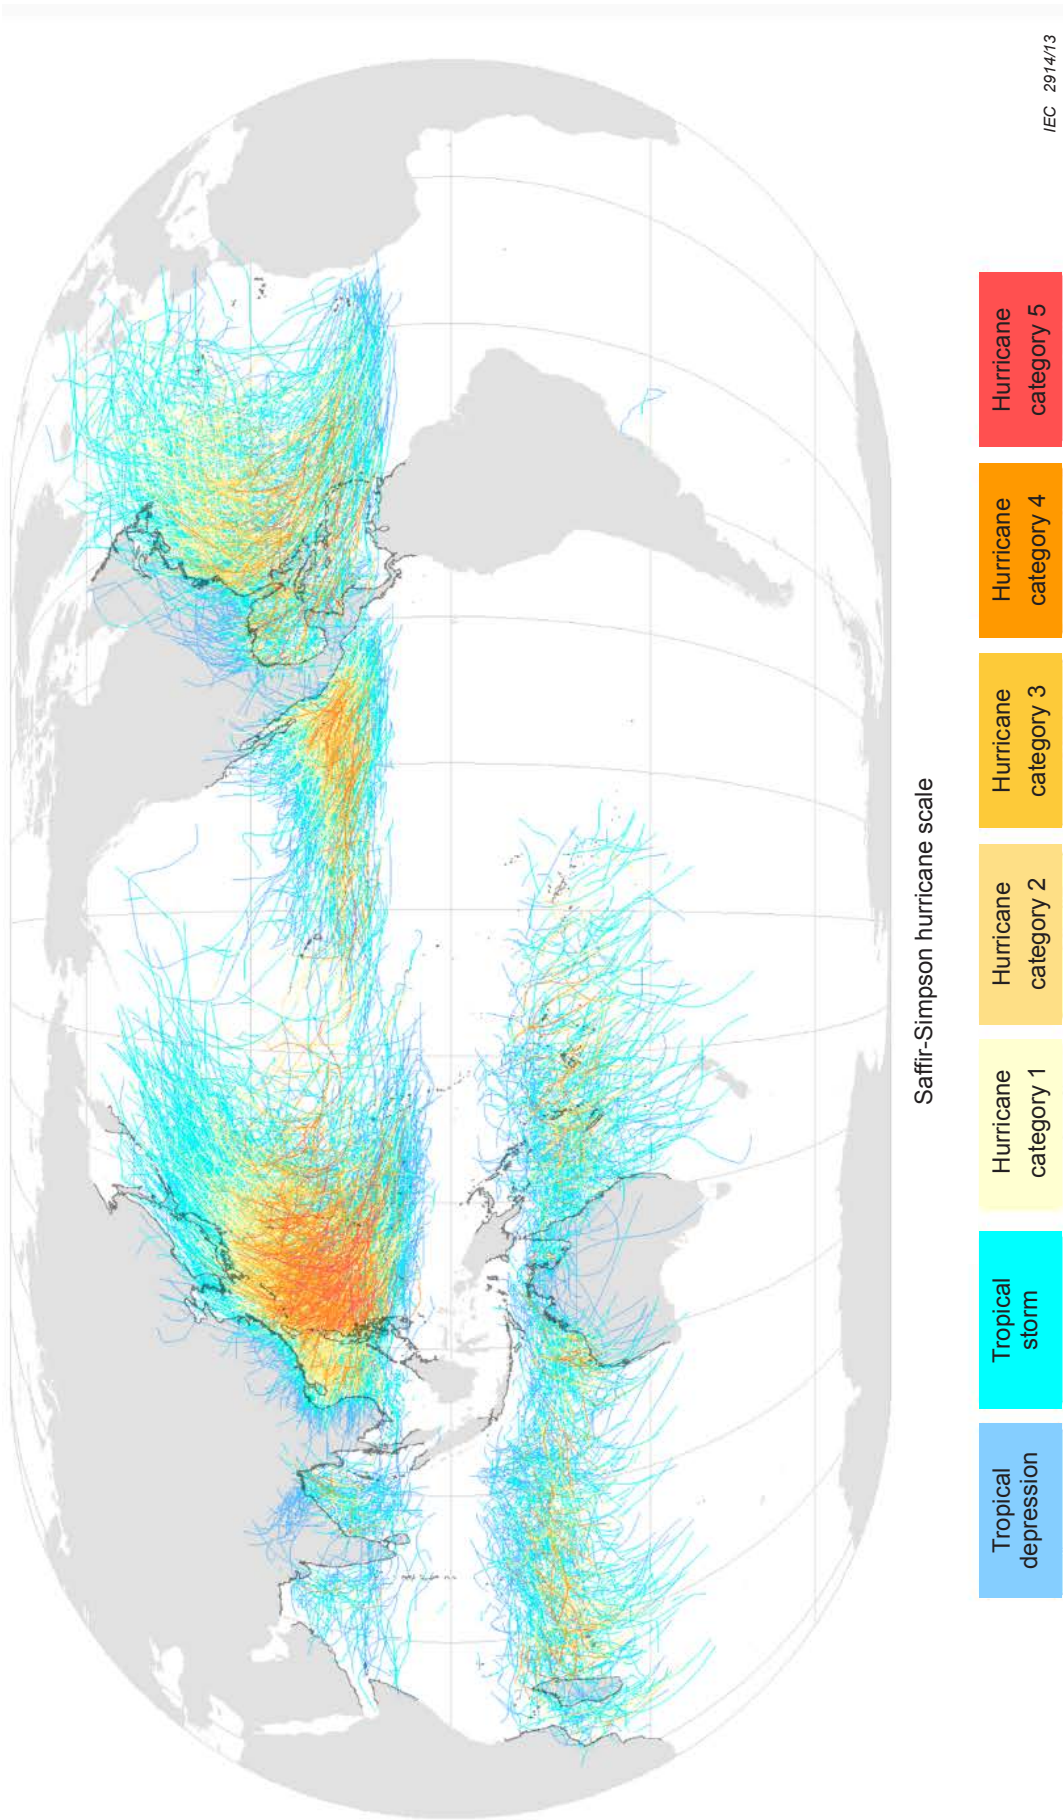 IEC 2914/13
Saffir-Simpson hurricane scale
Tropical
depression
Tropical
storm
Hurricane
category 1
Hurricane
category 2
Hurricane
category 3
Hurricane
category 4
Hurricane
category 5